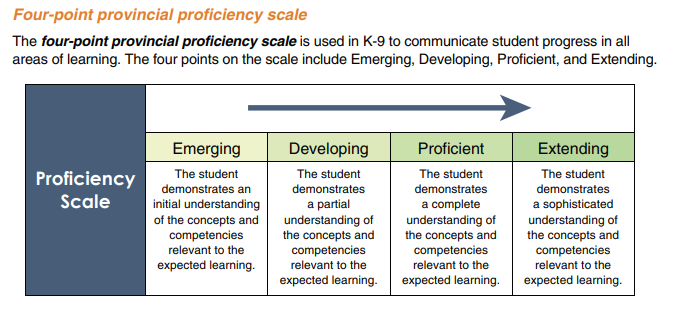 Four-point provincial proficiency scale
The four-point provincial proficiency scale is used in K-9 to communicate student progress in all
areas of learning. The four points on the scale include Emerging, Developing, Proficient, and Extending.
Proficiency
Scale
Emerging
The student
demonstrates an
initial understanding
of the concepts and
competencies
relevant to the
expected learning.
Developing
The student
demonstrates
a partial
understanding of
the concepts and
competencies
relevant to the
expected learning.
Proficient
The student
demonstrates
a complete
understanding of
the concepts and
competencies
relevant to the
expected learning.
Extending
The student
demonstrates
a sophisticated
understanding of
the concepts and
competencies
relevant to the
expected learning.